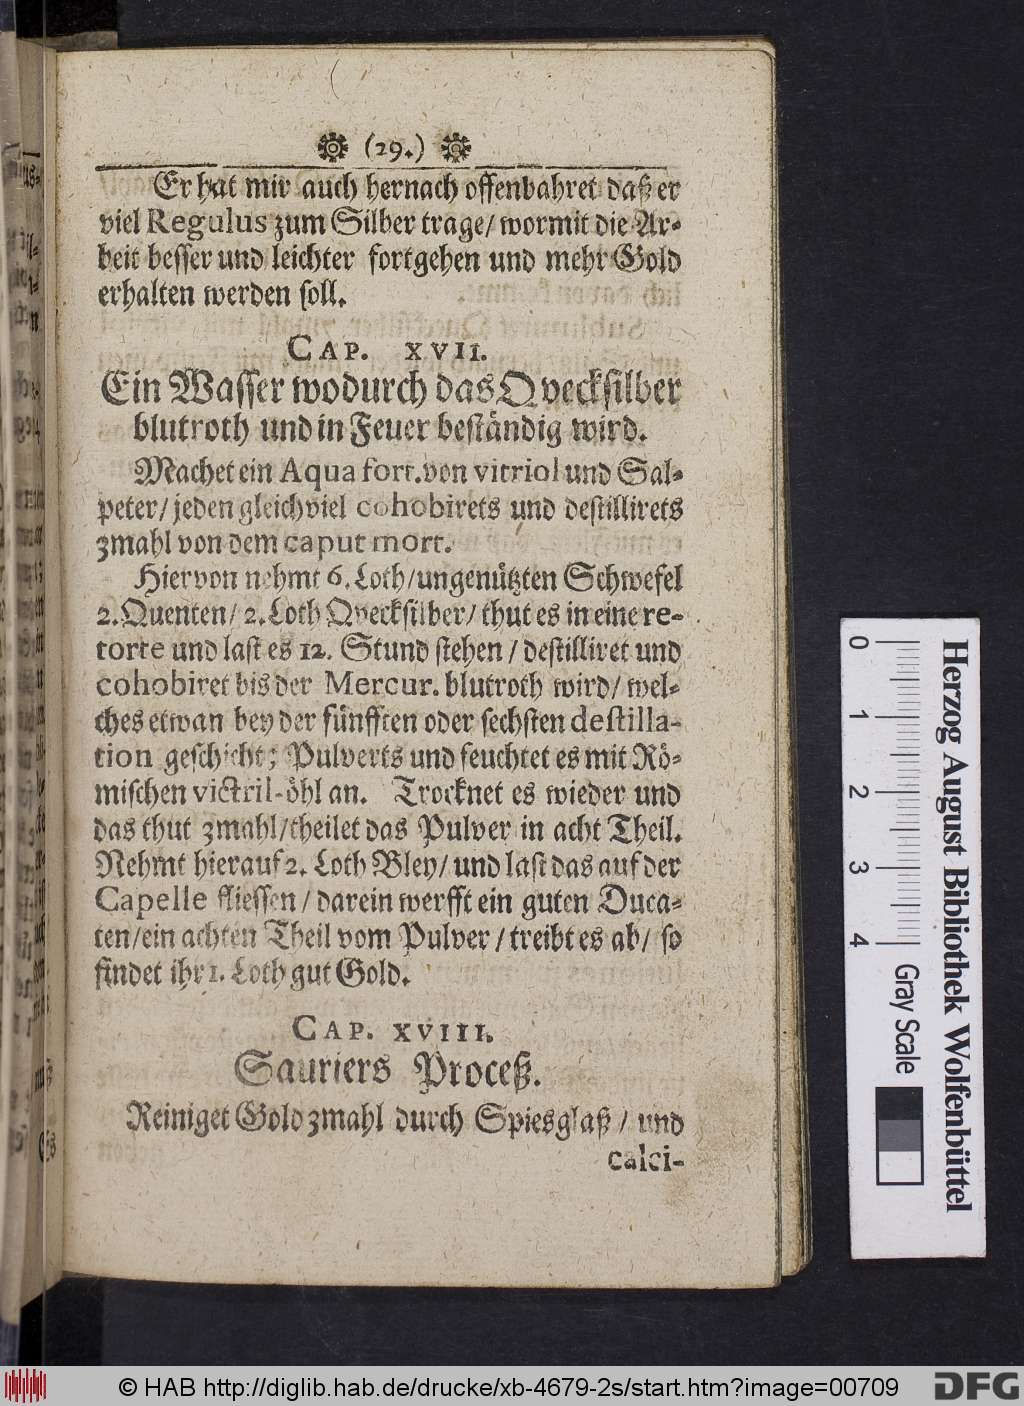 (29.)
Er hat mir auch hernach offenbahret daß er
viel Regulus zum Silber trage/ wormit die Ar-
beit besser und leichter fortgehen und mehr Gold
erhalten werden soll.
CAP. XVII.
Ein Wasser wodurch das Qvecksilber
blutroth und in Feuer beständig wird.
Machet ein Aqua fort. von vitriol und Sal-
peter/ jeden gleich viel cohobirets und destillirets
3mahl von dem caput mort.
Hiervon nehmt 6. Loth/ ungenützten Schwefel
2. Quenten/ 2. Loth Qvecksilber/ thut es in eine re-
torte und last es 12. Stund stehen/ destilliret und
cohobiret bis der Mercur. blutroth wird/ wel-
ches etwan bey der fünfften oder sechsten destilla-
tion geschicht; Pulverts und feuchtet es mit Rö-
mischen victril-öhl an. Trocknet es wieder und
das thut 3mahl/ theilet das Pulver in acht Theil.
Nehmt hierauf 2. Loth Bley/ und last das auf der
Capelle fliessen/ darein werfft ein guten Duca-
ten/ ein achten Theil vom Pulver/ treibt es ab/ so
findet ihr 1. Loth gut Gold.
CAP. XVIII.
Sauriers Proceß.
Reiniget Gold 3mahl durch Spiesglaß/ und
calci-
0 1 2 3 4
Gray Scale
Herzog August Bibliothek Wolfenbüttel
© HAB http://diglib.hab.de/drucke/xb-4679-2s/start.htm?image=00709
DFG